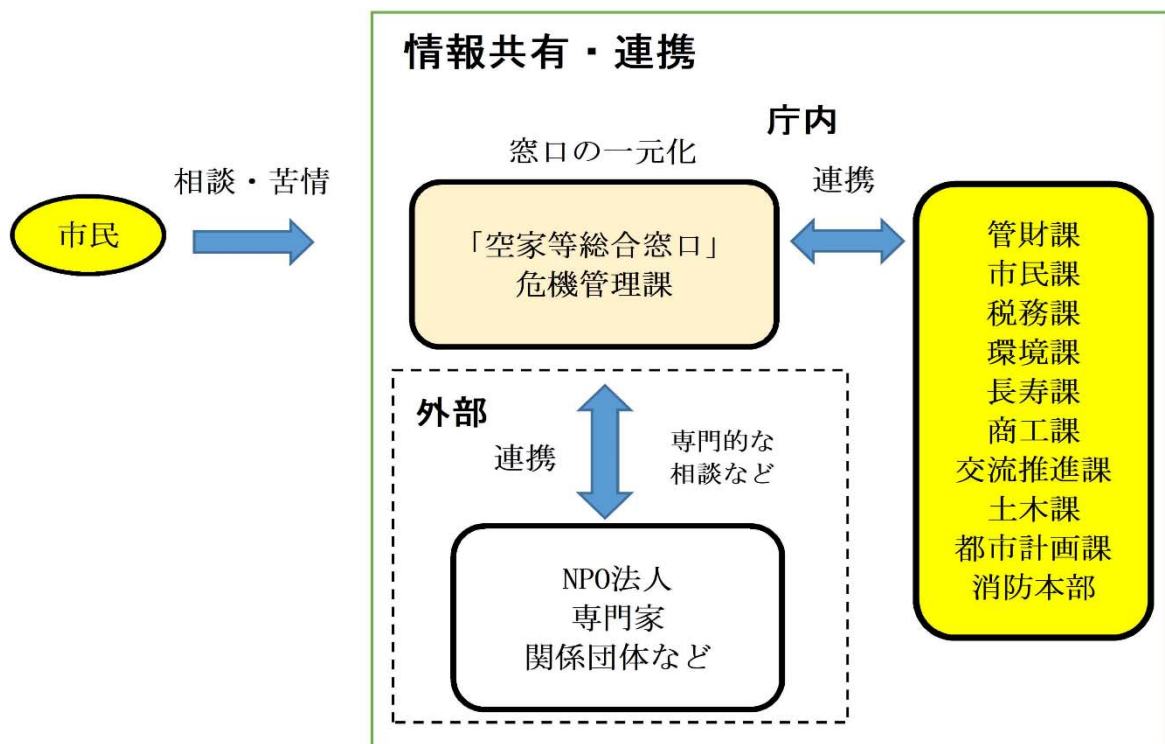 情報共有・連携
庁内
窓口の一元化
相談・苦情
連携
市民
「空家等総合窓口」
危機管理課
管財課
市民課
税務課
環境課
長寿課
商工課
交流推進課
土木課
都市計画課
消防本部
外部
連携
専門的な
相談など
NPO法人
専門家
関係団体など